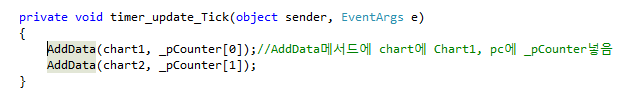 private void timer_update_Tick(object sender, EventArgs e)
{
AddData(chart1, _pCounter[0]);//AddData메서드에 chart에 Chart1, pc에 _pCounter넣음
AddData(chart2, _pCounter[1]);
}